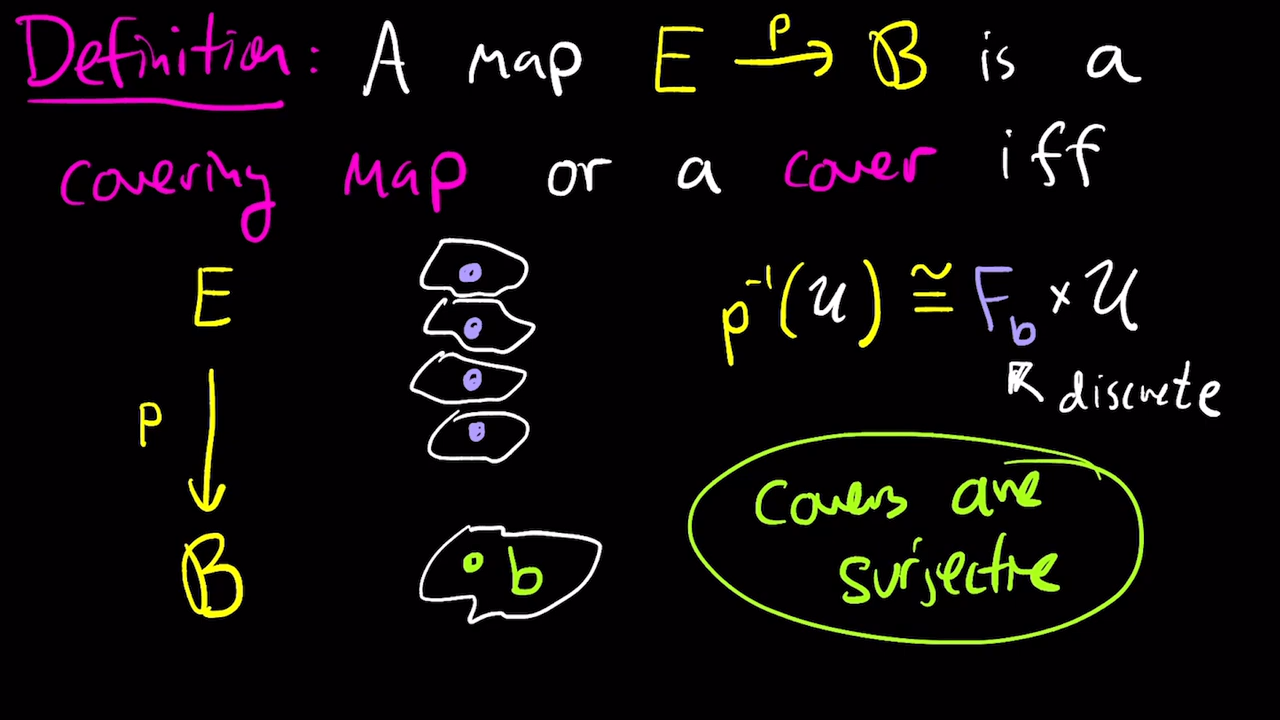 Definition: A map E p→ B is a
covering map or a cover iff
E
p⁻¹(U) ≅ F_b × U
discrete
p
Covers are
surjective
B
b